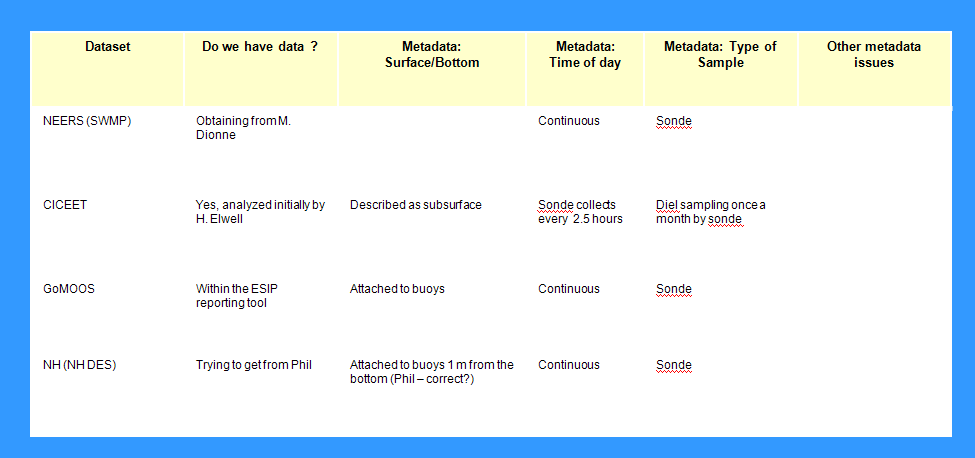 Dataset
Do we have data ?
Metadata:
Surface/Bottom
Metadata:
Time of day
Metadata: Type of
Sample
Other metadata
issues
NEERS (SWMP)
Obtaining from M.
Dionne
Continuous
Sonde
CICEET
Yes, analyzed initially by
H. Elwell
Described as subsurface
Sonde collects
every 2.5 hours
Diel sampling once a
month by sonde
GoMOOS
Within the ESIP
reporting tool
Attached to buoys
Continuous
Sonde
NH (NH DES)
Trying to get from Phil
Attached to buoys 1 m from the
bottom (Phil – correct?)
Continuous
Sonde